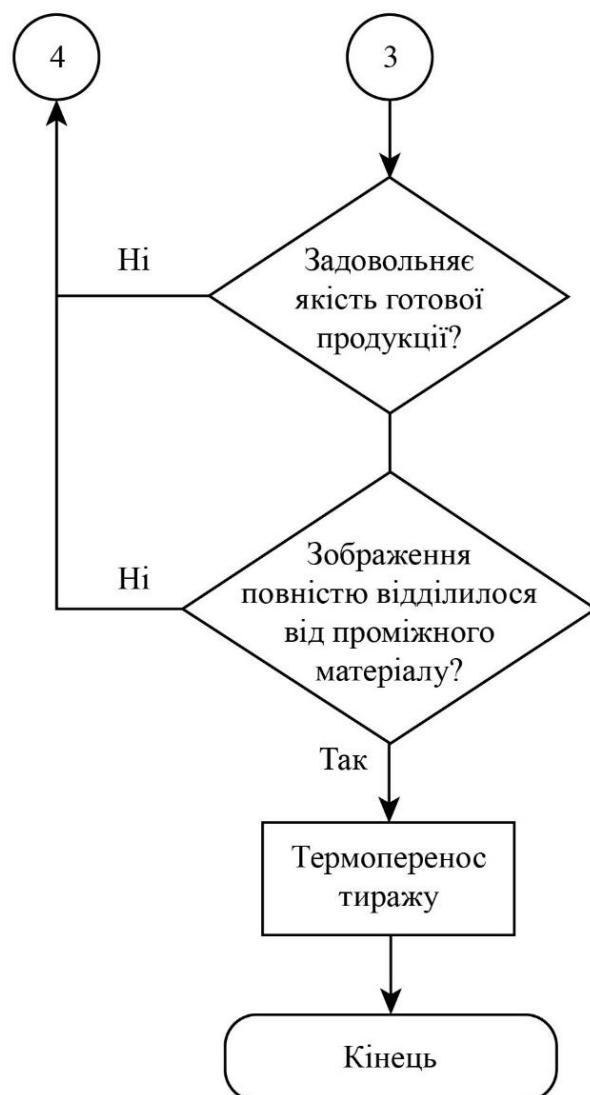 4
3
Ні
Задовольняє
якість готової
продукції?
Ні
Зображення
повністю відділилося
від проміжного
матеріалу?
Так
Термоперенос
тиражу
Кінець